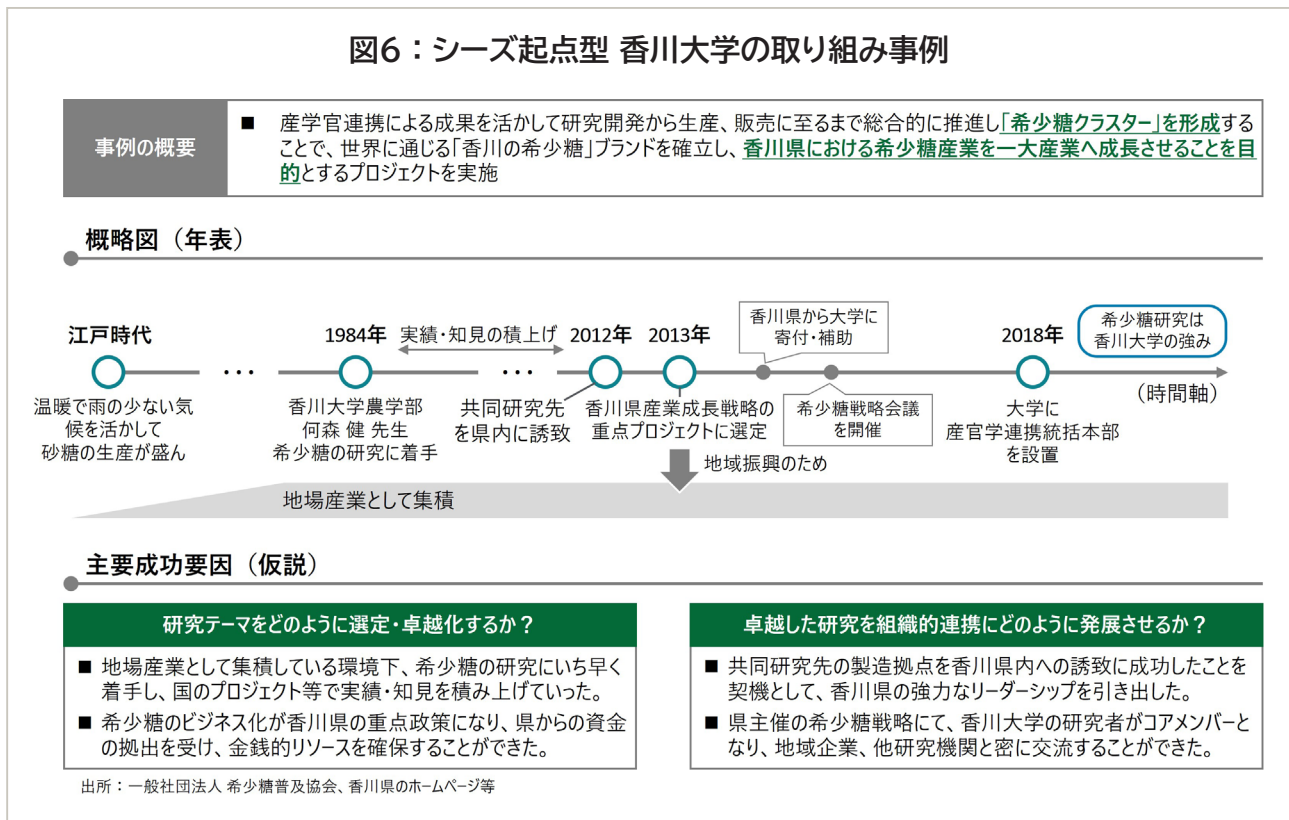 図6：シーズ起点型 香川大学の取り組み事例
事例の概要
■ 産学官連携による成果を活かして研究開発から生産、販売に至るまで総合的に推進し「希少糖クラスター」を形成する
ことで、世界に通じる「香川の希少糖」ブランドを確立し、香川県における希少糖産業を一大産業へ成長させることを目
的とするプロジェクトを実施
概略図（年表）
江戸時代
温暖で雨の少ない気
候を活かして
砂糖の生産が盛ん
・・・
1984年
香川大学農学部
何森 健 先生
希少糖の研究に着手
実績・知見の積上げ
・・・
2012年
共同研究先
を県内に誘致
2013年
香川県産業成長戦略の
重点プロジェクトに選定
地域振興のため
香川県から大学に
寄付・補助
希少糖戦略会議
を開催
2018年
大学に
産官学連携統括本部
を設置
希少糖研究は
香川大学の強み
（時間軸）
地場産業として集積
主要成功要因（仮説）
研究テーマをどのように選定・卓越化するか？
■ 地場産業として集積している環境下、希少糖の研究にいち早く
着手し、国のプロジェクト等で実績・知見を積み上げていった。
■ 希少糖のビジネス化が香川県の重点政策になり、県からの資金
の拠出を受け、金銭的リソースを確保することができた。
卓越した研究を組織的連携にどのように発展させるか？
■ 共同研究先の製造拠点を香川県内への誘致に成功したことを
契機として、香川県の強力なリーダーシップを引き出した。
■ 県主催の希少糖戦略にて、香川大学の研究者がコアメンバーと
なり、地域企業、他研究機関と密に交流することができた。
出所：一般社団法人 希少糖普及協会、香川県のホームページ等